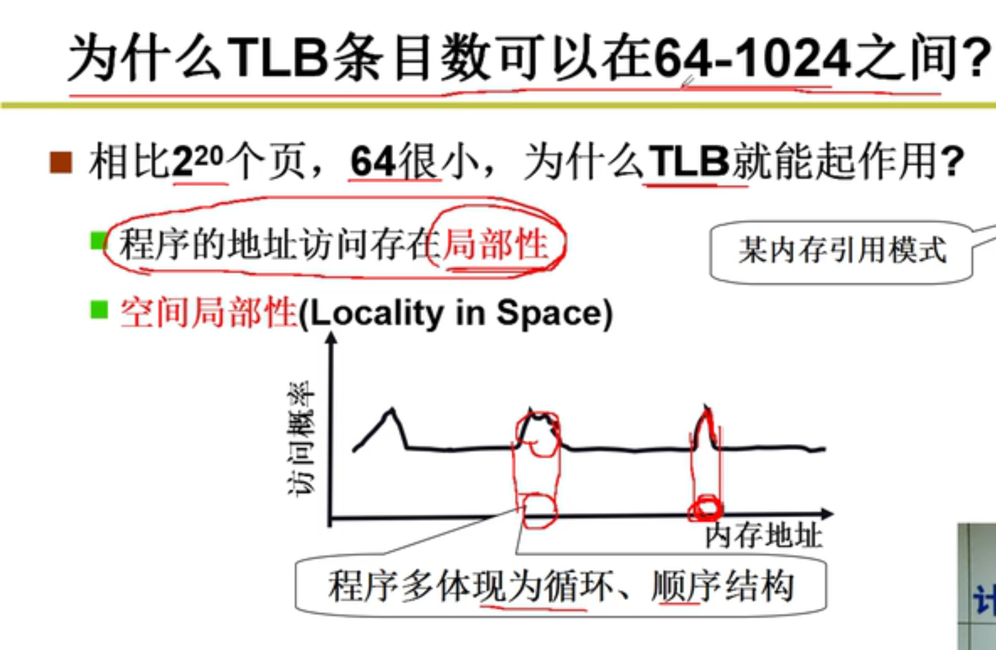 为什么TLB条目数可以在64-1024之间?
相比2²⁰个页，64很小，为什么TLB就能起作用?
程序的地址访问存在局部性
某内存引用模式
空间局部性(Locality in Space)
访问概率
内存地址
程序多体现为循环、顺序结构
计